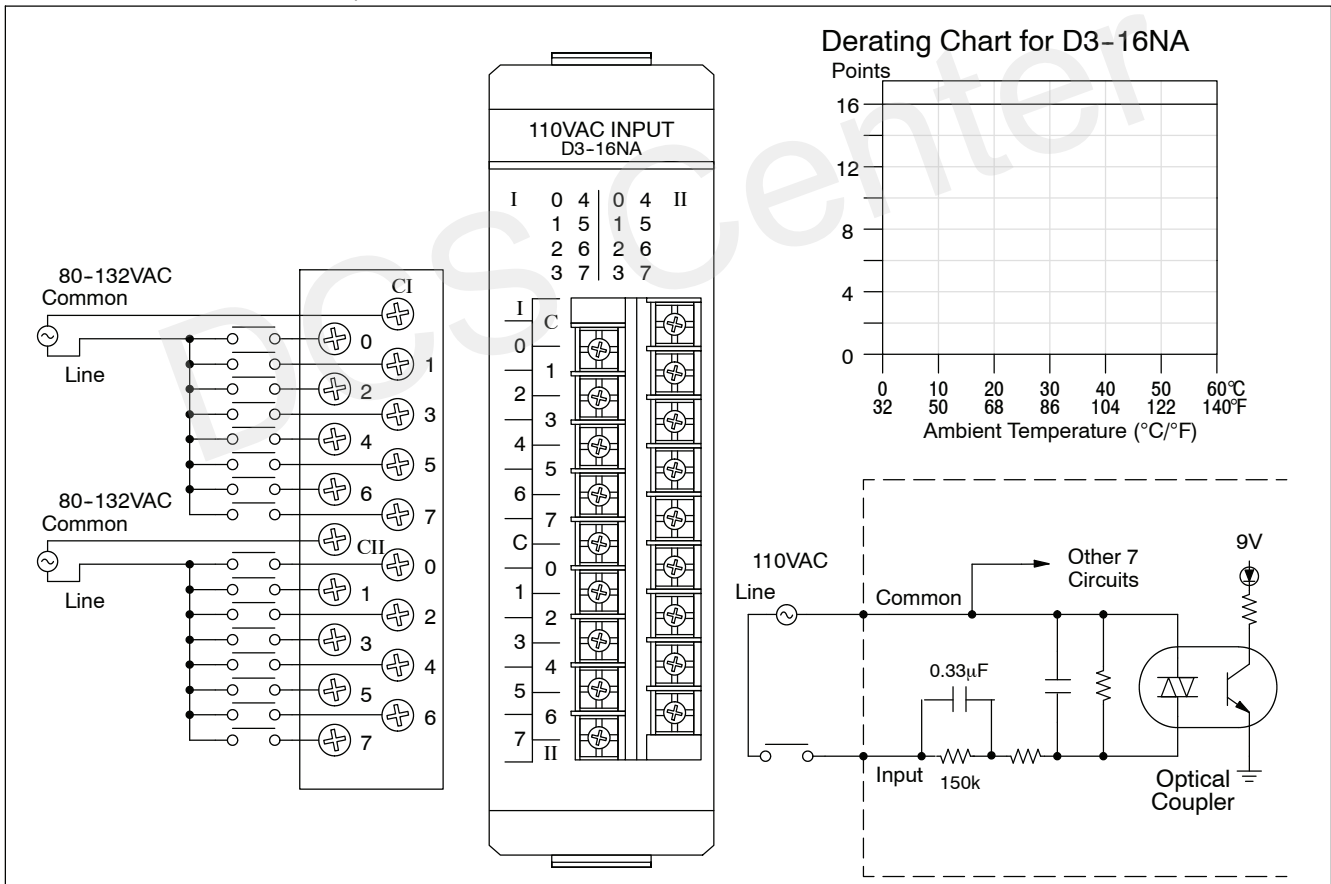 DCS Center
80-132VAC
Common
Line
CI
0
1
2
3
4
5
6
7
80-132VAC
Common
Line
CII
0
1
2
3
4
5
6
7
110VAC INPUT
D3-16NA
I 0 4 0 4 II
1 5 1 5
2 6 2 6
3 7 3 7
I
C
0
1
2
3
4
5
6
7
C
0
1
2
3
4
5
6
7
II
Derating Chart for D3-16NA
Points
16
12
8
4
0
0 10 20 30 40 50 60°C
32 50 68 86 104 122 140°F
Ambient Temperature (°C/°F)
110VAC
Line
Common
Other 7
Circuits
9V
0.33µF
Input
150k
Optical
Coupler